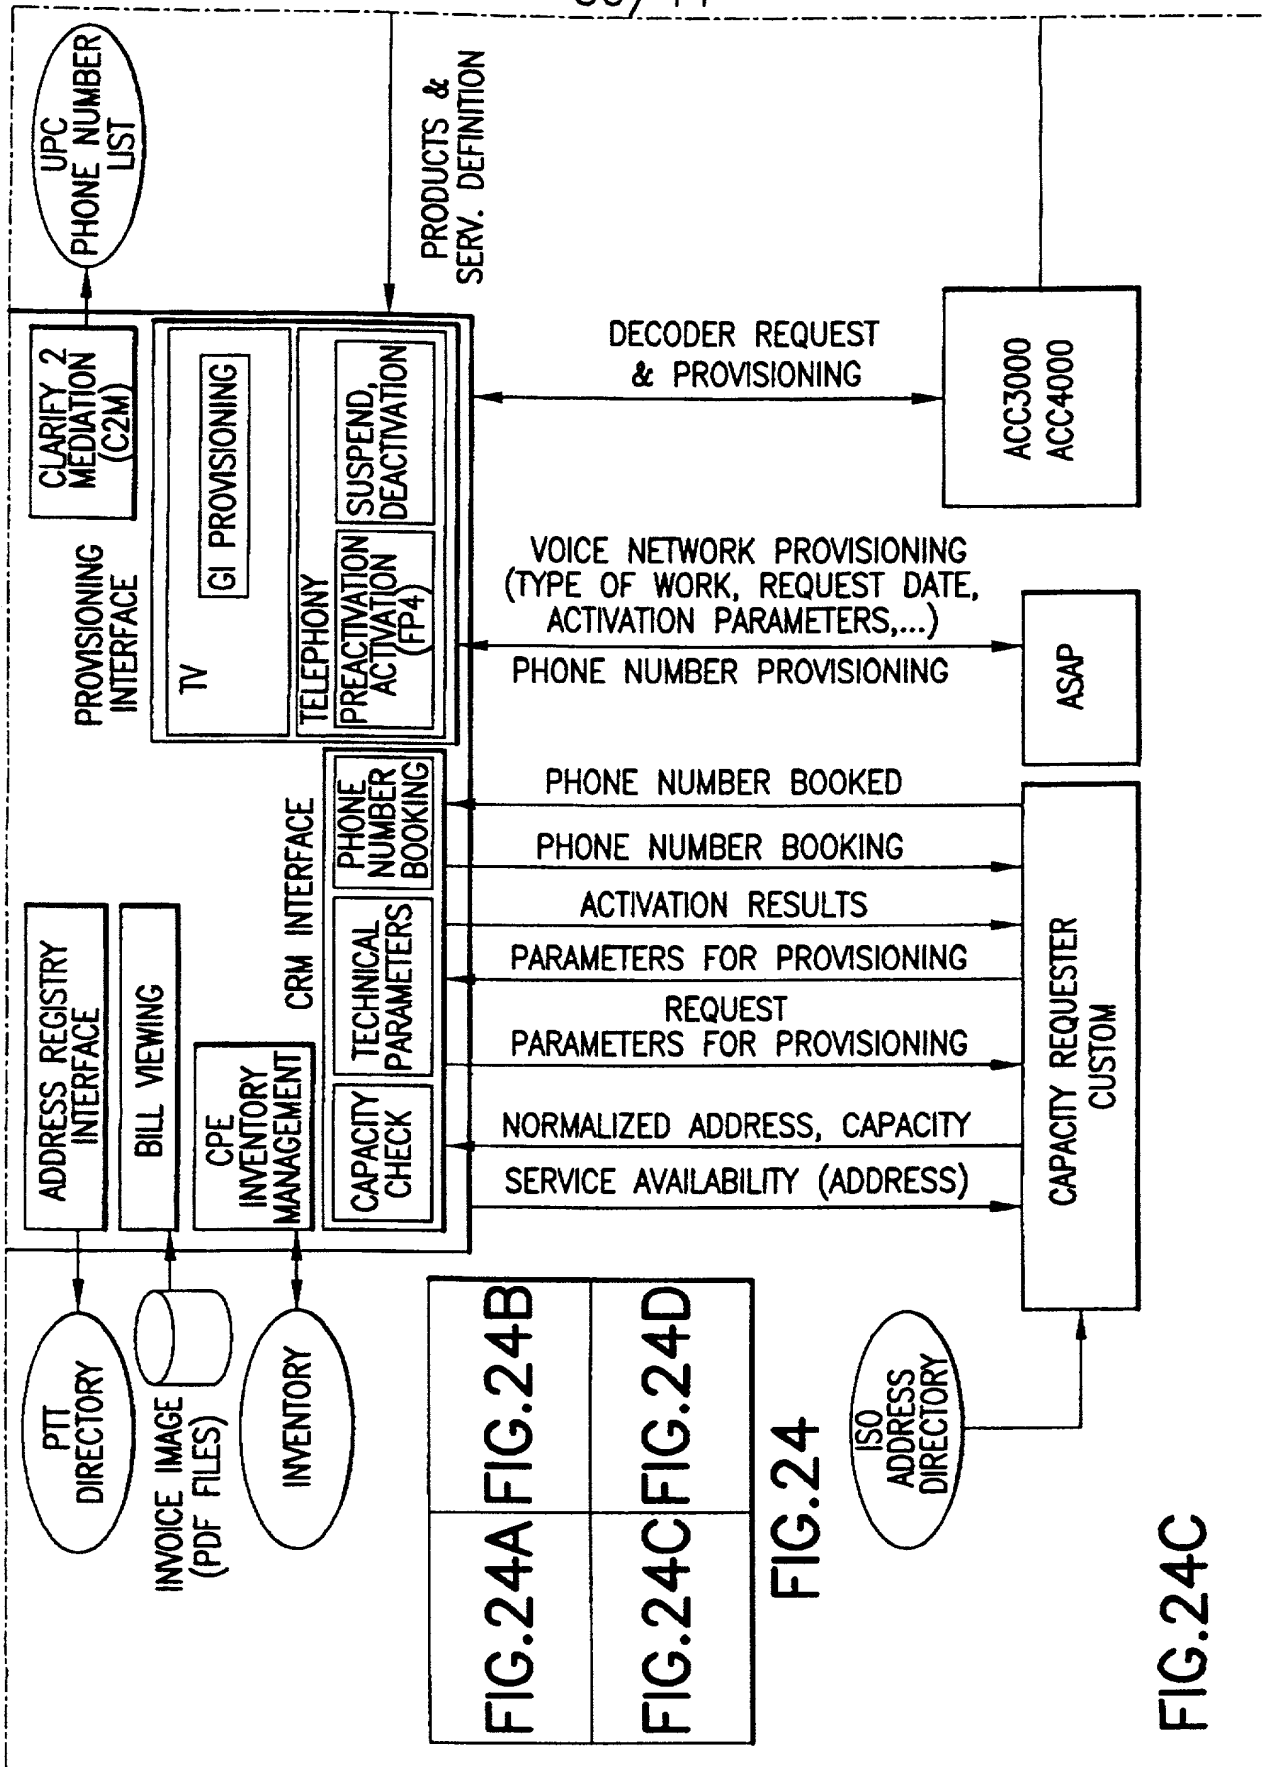 UPC
PHONE NUMBER
LIST
CLARIFY 2
MEDIATION
(C2M)
PROVISIONING
INTERFACE
PRODUCTS &
SERV. DEFINITION
TV
GI PROVISIONING
TELEPHONY
PREACTIVATION
ACTIVATION
(FP4)
SUSPEND,
DEACTIVATION
ADDRESS REGISTRY
INTERFACE
BILL VIEWING
CPE
INVENTORY
MANAGEMENT
CRM INTERFACE
CAPACITY
CHECK
TECHNICAL
PARAMETERS
PHONE
NUMBER
BOOKING
PTT
DIRECTORY
INVOICE IMAGE
(PDF FILES)
INVENTORY
DECODER REQUEST
& PROVISIONING
VOICE NETWORK PROVISIONING
(TYPE OF WORK, REQUEST DATE,
ACTIVATION PARAMETERS,...)
PHONE NUMBER PROVISIONING
PHONE NUMBER BOOKED
PHONE NUMBER BOOKING
ACTIVATION RESULTS
PARAMETERS FOR PROVISIONING
REQUEST
PARAMETERS FOR PROVISIONING
NORMALIZED ADDRESS, CAPACITY
SERVICE AVAILABILITY (ADDRESS)
ACC3000
ACC4000
ASAP
CAPACITY REQUESTER
CUSTOM
ISO
ADDRESS
DIRECTORY
FIG.24A
FIG.24B
FIG.24C
FIG.24D
FIG.24
FIG.24C